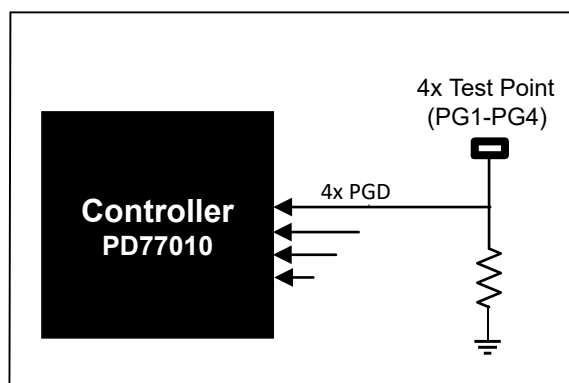 4x Test Point
(PG1-PG4)
4x PGD
Controller
PD77010